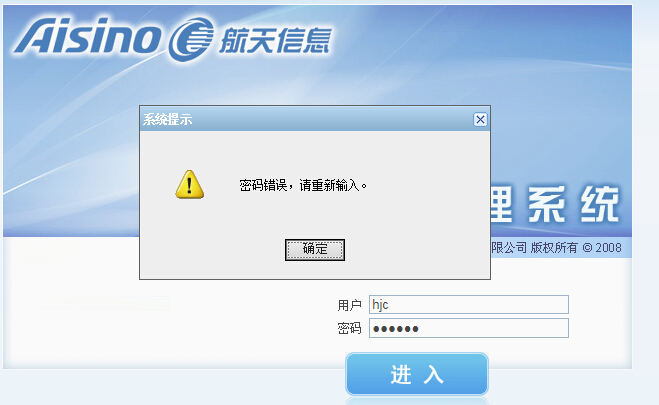 Aisino 航天信息
系统提示
密码错误，请重新输入。
理系统
确定
限公司 版权所有 © 2008
用户 hjc
密码 ●●●●●●
进 入